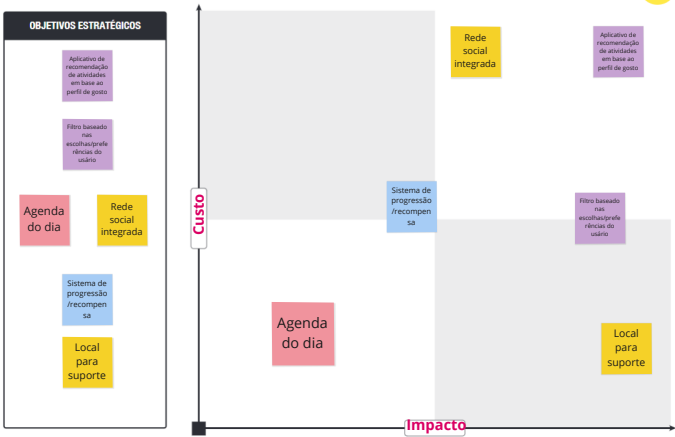 OBJETIVOS ESTRATÉGICOS
Aplicativo de
recomendação
de atividades
em base ao
perfil de gosto
Filtro baseado
nas
escolhas/prefe
rências do
usário
Agenda
do dia
Rede
social
integrada
Sistema de
progressão
/recompen
sa
Local
para
suporte
Custo
Rede
social
integrada
Aplicativo de
recomendação
de atividades
em base ao
perfil de gosto
Sistema de
progressão
/recompen
sa
Filtro baseado
nas
escolhas/prefe
rências do
usário
Agenda
do dia
Local
para
suporte
Impacto